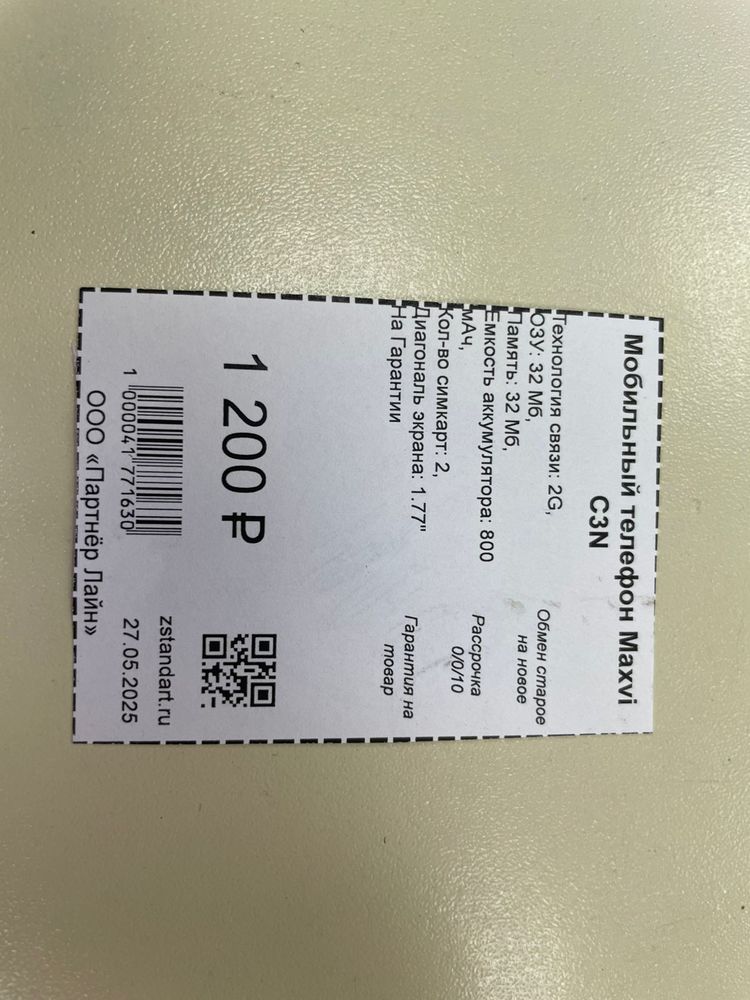 Мобильный телефон Maxvi
C3N
Технология связи: 2G,
ОЗУ: 32 Мб,
Память: 32 Мб,
Емкость аккумулятора: 800
мАч,
Кол-во симкарт: 2,
Диагональ экрана: 1.77"
На Гарантии
Обмен старое
на новое
Рассрочка
0/0/10
Гарантия на
товар
1 200 ₽
1 000041 771630
ООО «Партнёр Лайн»
zstandart.ru
27.05.2025